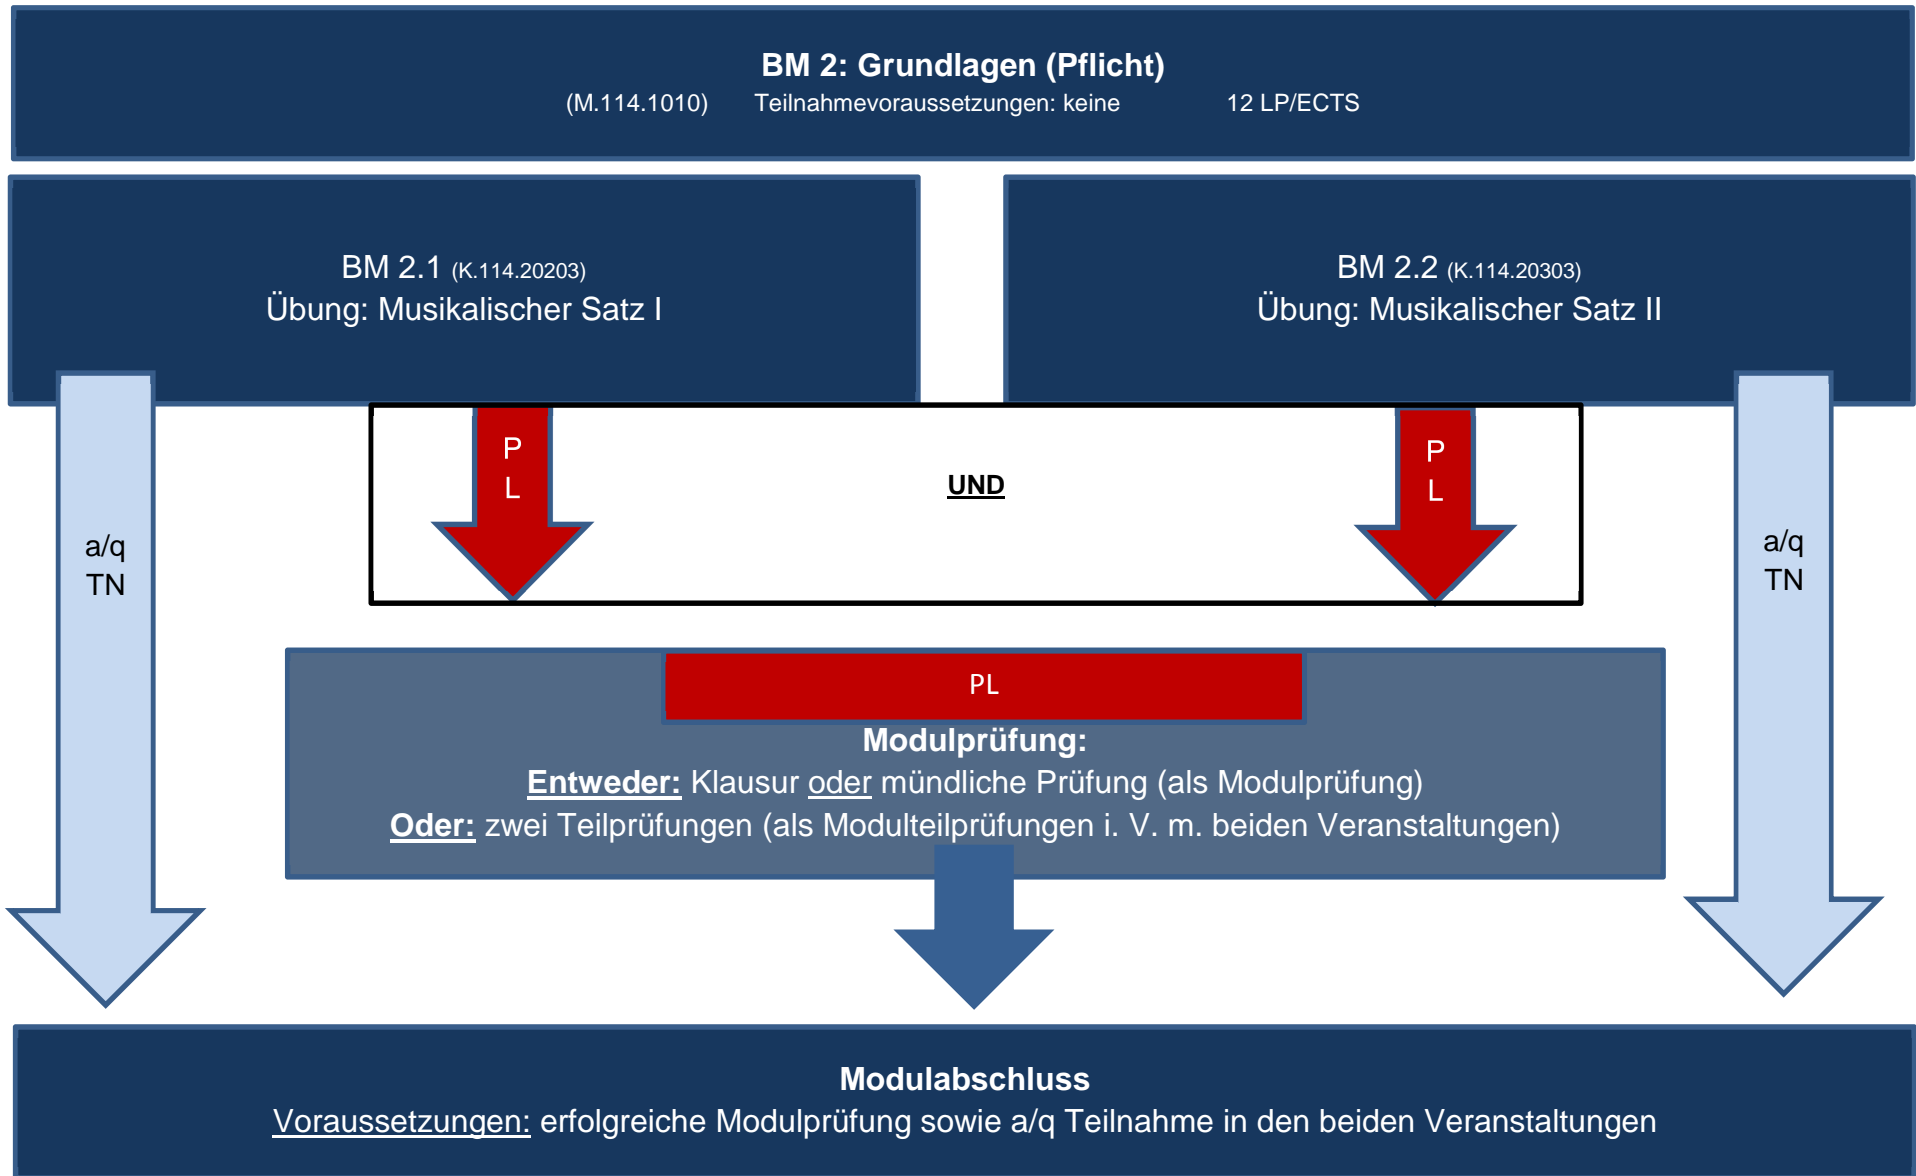 BM 2: Grundlagen (Pflicht)
(M.114.1010) Teilnahmevoraussetzungen: keine 12 LP/ECTS
BM 2.1 (K.114.20203)
Übung: Musikalischer Satz I
BM 2.2 (K.114.20303)
Übung: Musikalischer Satz II
a/q
TN
P
L
UND
P
L
a/q
TN
PL
Modulprüfung:
Entweder: Klausur oder mündliche Prüfung (als Modulprüfung)
Oder: zwei Teilprüfungen (als Modulteilprüfungen i. V. m. beiden Veranstaltungen)
Modulabschluss
Voraussetzungen: erfolgreiche Modulprüfung sowie a/q Teilnahme in den beiden Veranstaltungen